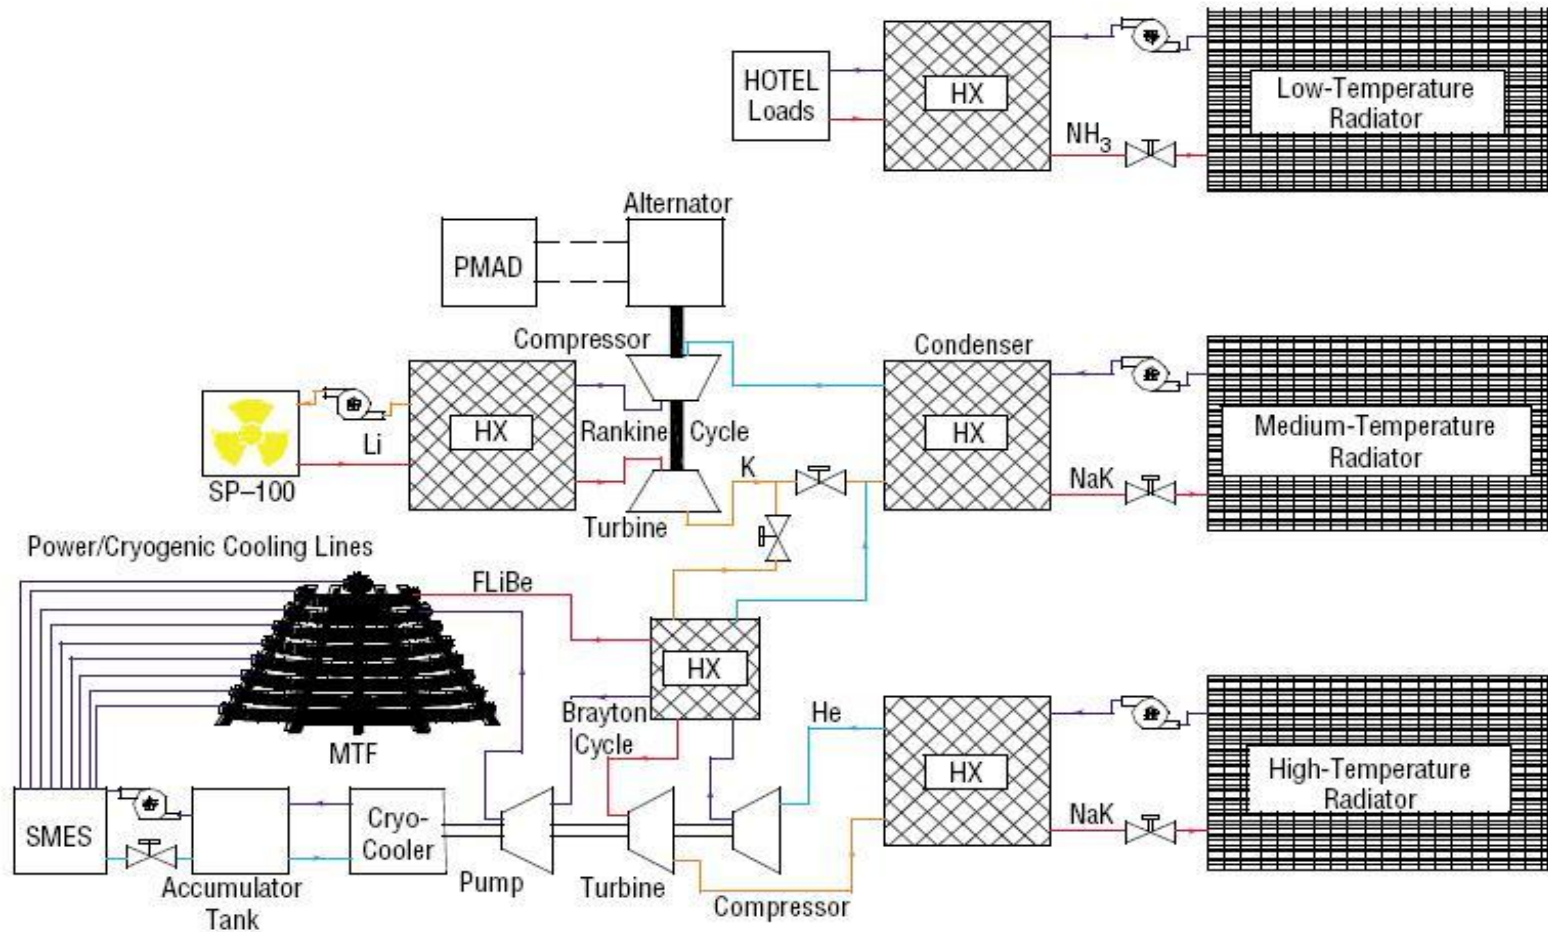 HOTEL
Loads
HX
Low-Temperature
Radiator
NH3
Alternator
PMAD
Compressor
Condenser
HX
Rankine Cycle
Li
SP–100
Turbine
K
HX
NaK
Medium-Temperature
Radiator
Power/Cryogenic Cooling Lines
FLiBe
MTF
HX
Brayton
Cycle
He
HX
NaK
High-Temperature
Radiator
SMES
Accumulator
Tank
Cryo-
Cooler
Pump
Turbine
Compressor